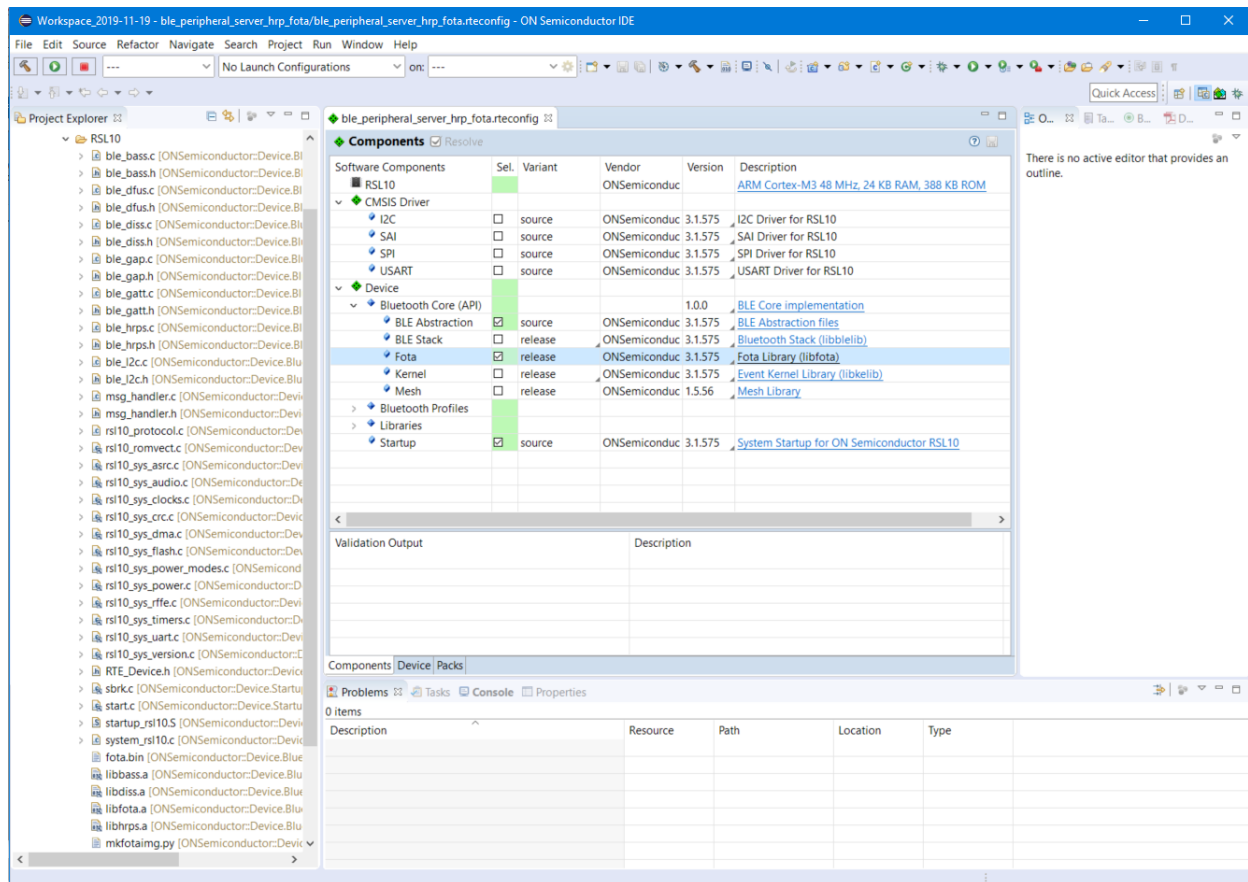 Workspace_2019-11-19 - ble_peripheral_server_hrp_fota/ble_peripheral_server_hrp_fota.rteconfig - ON Semiconductor IDE
File Edit Source Refactor Navigate Search Project Run Window Help
--- No Launch Configurations on: ---
Quick Access
Project Explorer
RSL10
ble_bass.c [ONSemiconductor::Device.Bl
ble_bass.h [ONSemiconductor::Device.Bl
ble_dfus.c [ONSemiconductor::Device.Bl
ble_dfus.h [ONSemiconductor::Device.Bl
ble_diss.c [ONSemiconductor::Device.Blu
ble_diss.h [ONSemiconductor::Device.Bl
ble_gap.c [ONSemiconductor::Device.Bl
ble_gap.h [ONSemiconductor::Device.Bl
ble_gatt.c [ONSemiconductor::Device.Bl
ble_gatt.h [ONSemiconductor::Device.Bl
ble_hrps.c [ONSemiconductor::Device.Bl
ble_hrps.h [ONSemiconductor::Device.Bl
ble_l2c.c [ONSemiconductor::Device.Blue
ble_l2c.h [ONSemiconductor::Device.Blu
msg_handler.c [ONSemiconductor::Devi
msg_handler.h [ONSemiconductor::Devi
rsl10_protocol.c [ONSemiconductor::Dev
rsl10_romvect.c [ONSemiconductor::Dev
rsl10_sys_asrc.c [ONSemiconductor::Devi
rsl10_sys_audio.c [ONSemiconductor::De
rsl10_sys_clocks.c [ONSemiconductor::De
rsl10_sys_crc.c [ONSemiconductor::Devic
rsl10_sys_dma.c [ONSemiconductor::Dev
rsl10_sys_flash.c [ONSemiconductor::Dev
rsl10_sys_power_modes.c [ONSemicond
rsl10_sys_power.c [ONSemiconductor::D
rsl10_sys_rffe.c [ONSemiconductor::Devi
rsl10_sys_timers.c [ONSemiconductor::De
rsl10_sys_uart.c [ONSemiconductor::Devi
rsl10_sys_version.c [ONSemiconductor::D
RTE_Device.h [ONSemiconductor::Device
sbrk.c [ONSemiconductor::Device.Startu
start.c [ONSemiconductor::Device.Startu
startup_rsl10.S [ONSemiconductor::Devi
system_rsl10.c [ONSemiconductor::Devic
fota.bin [ONSemiconductor::Device.Blue
libbass.a [ONSemiconductor::Device.Blu
libdiss.a [ONSemiconductor::Device.Blu
libfota.a [ONSemiconductor::Device.Blu
libhrps.a [ONSemiconductor::Device.Blu
mkfotaimg.py [ONSemiconductor::Devic
ble_peripheral_server_hrp_fota.rteconfig
Components Resolve
Software Components Sel. Variant Vendor Version Description
RSL10 ONSemiconduc ARM Cortex-M3 48 MHz, 24 KB RAM, 388 KB ROM
CMSIS Driver
I2C source ONSemiconduc 3.1.575 I2C Driver for RSL10
SAI source ONSemiconduc 3.1.575 SAI Driver for RSL10
SPI source ONSemiconduc 3.1.575 SPI Driver for RSL10
USART source ONSemiconduc 3.1.575 USART Driver for RSL10
Device
Bluetooth Core (API) 1.0.0 BLE Core implementation
BLE Abstraction source ONSemiconduc 3.1.575 BLE Abstraction files
BLE Stack release ONSemiconduc 3.1.575 Bluetooth Stack (libblelib)
Fota release ONSemiconduc 3.1.575 Fota Library (libfota)
Kernel release ONSemiconduc 3.1.575 Event Kernel Library (libkelib)
Mesh release ONSemiconduc 1.5.56 Mesh Library
Bluetooth Profiles
Libraries
Startup source ONSemiconduc 3.1.575 System Startup for ON Semiconductor RSL10
Validation Output Description
Components Device Packs
Problems Tasks Console Properties
0 items
Description Resource Path Location Type
O... Ta... B... D...
There is no active editor that provides an
outline.